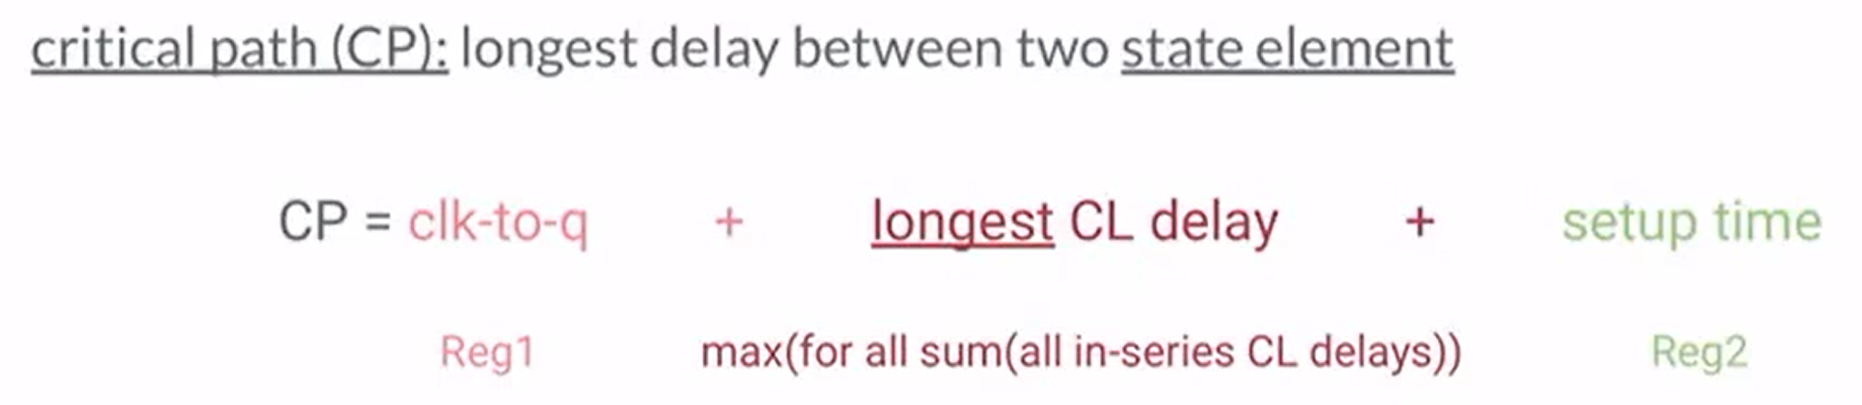 critical path (CP): longest delay between two state element
CP = clk-to-q + longest CL delay + setup time
Reg1 max(for all sum(all in-series CL delays)) Reg2